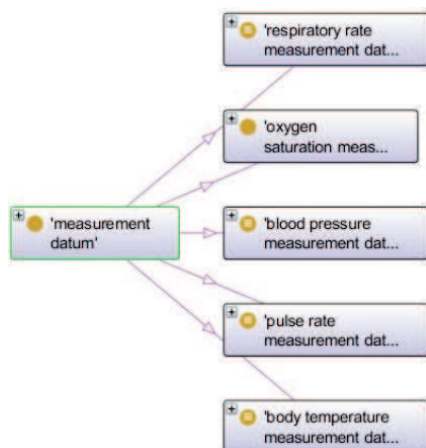 'respiratory rate
measurement dat...
'oxygen
saturation meas...
'measurement
datum'
'blood pressure
measurement dat...
'pulse rate
measurement dat...
'body temperature
measurement dat...